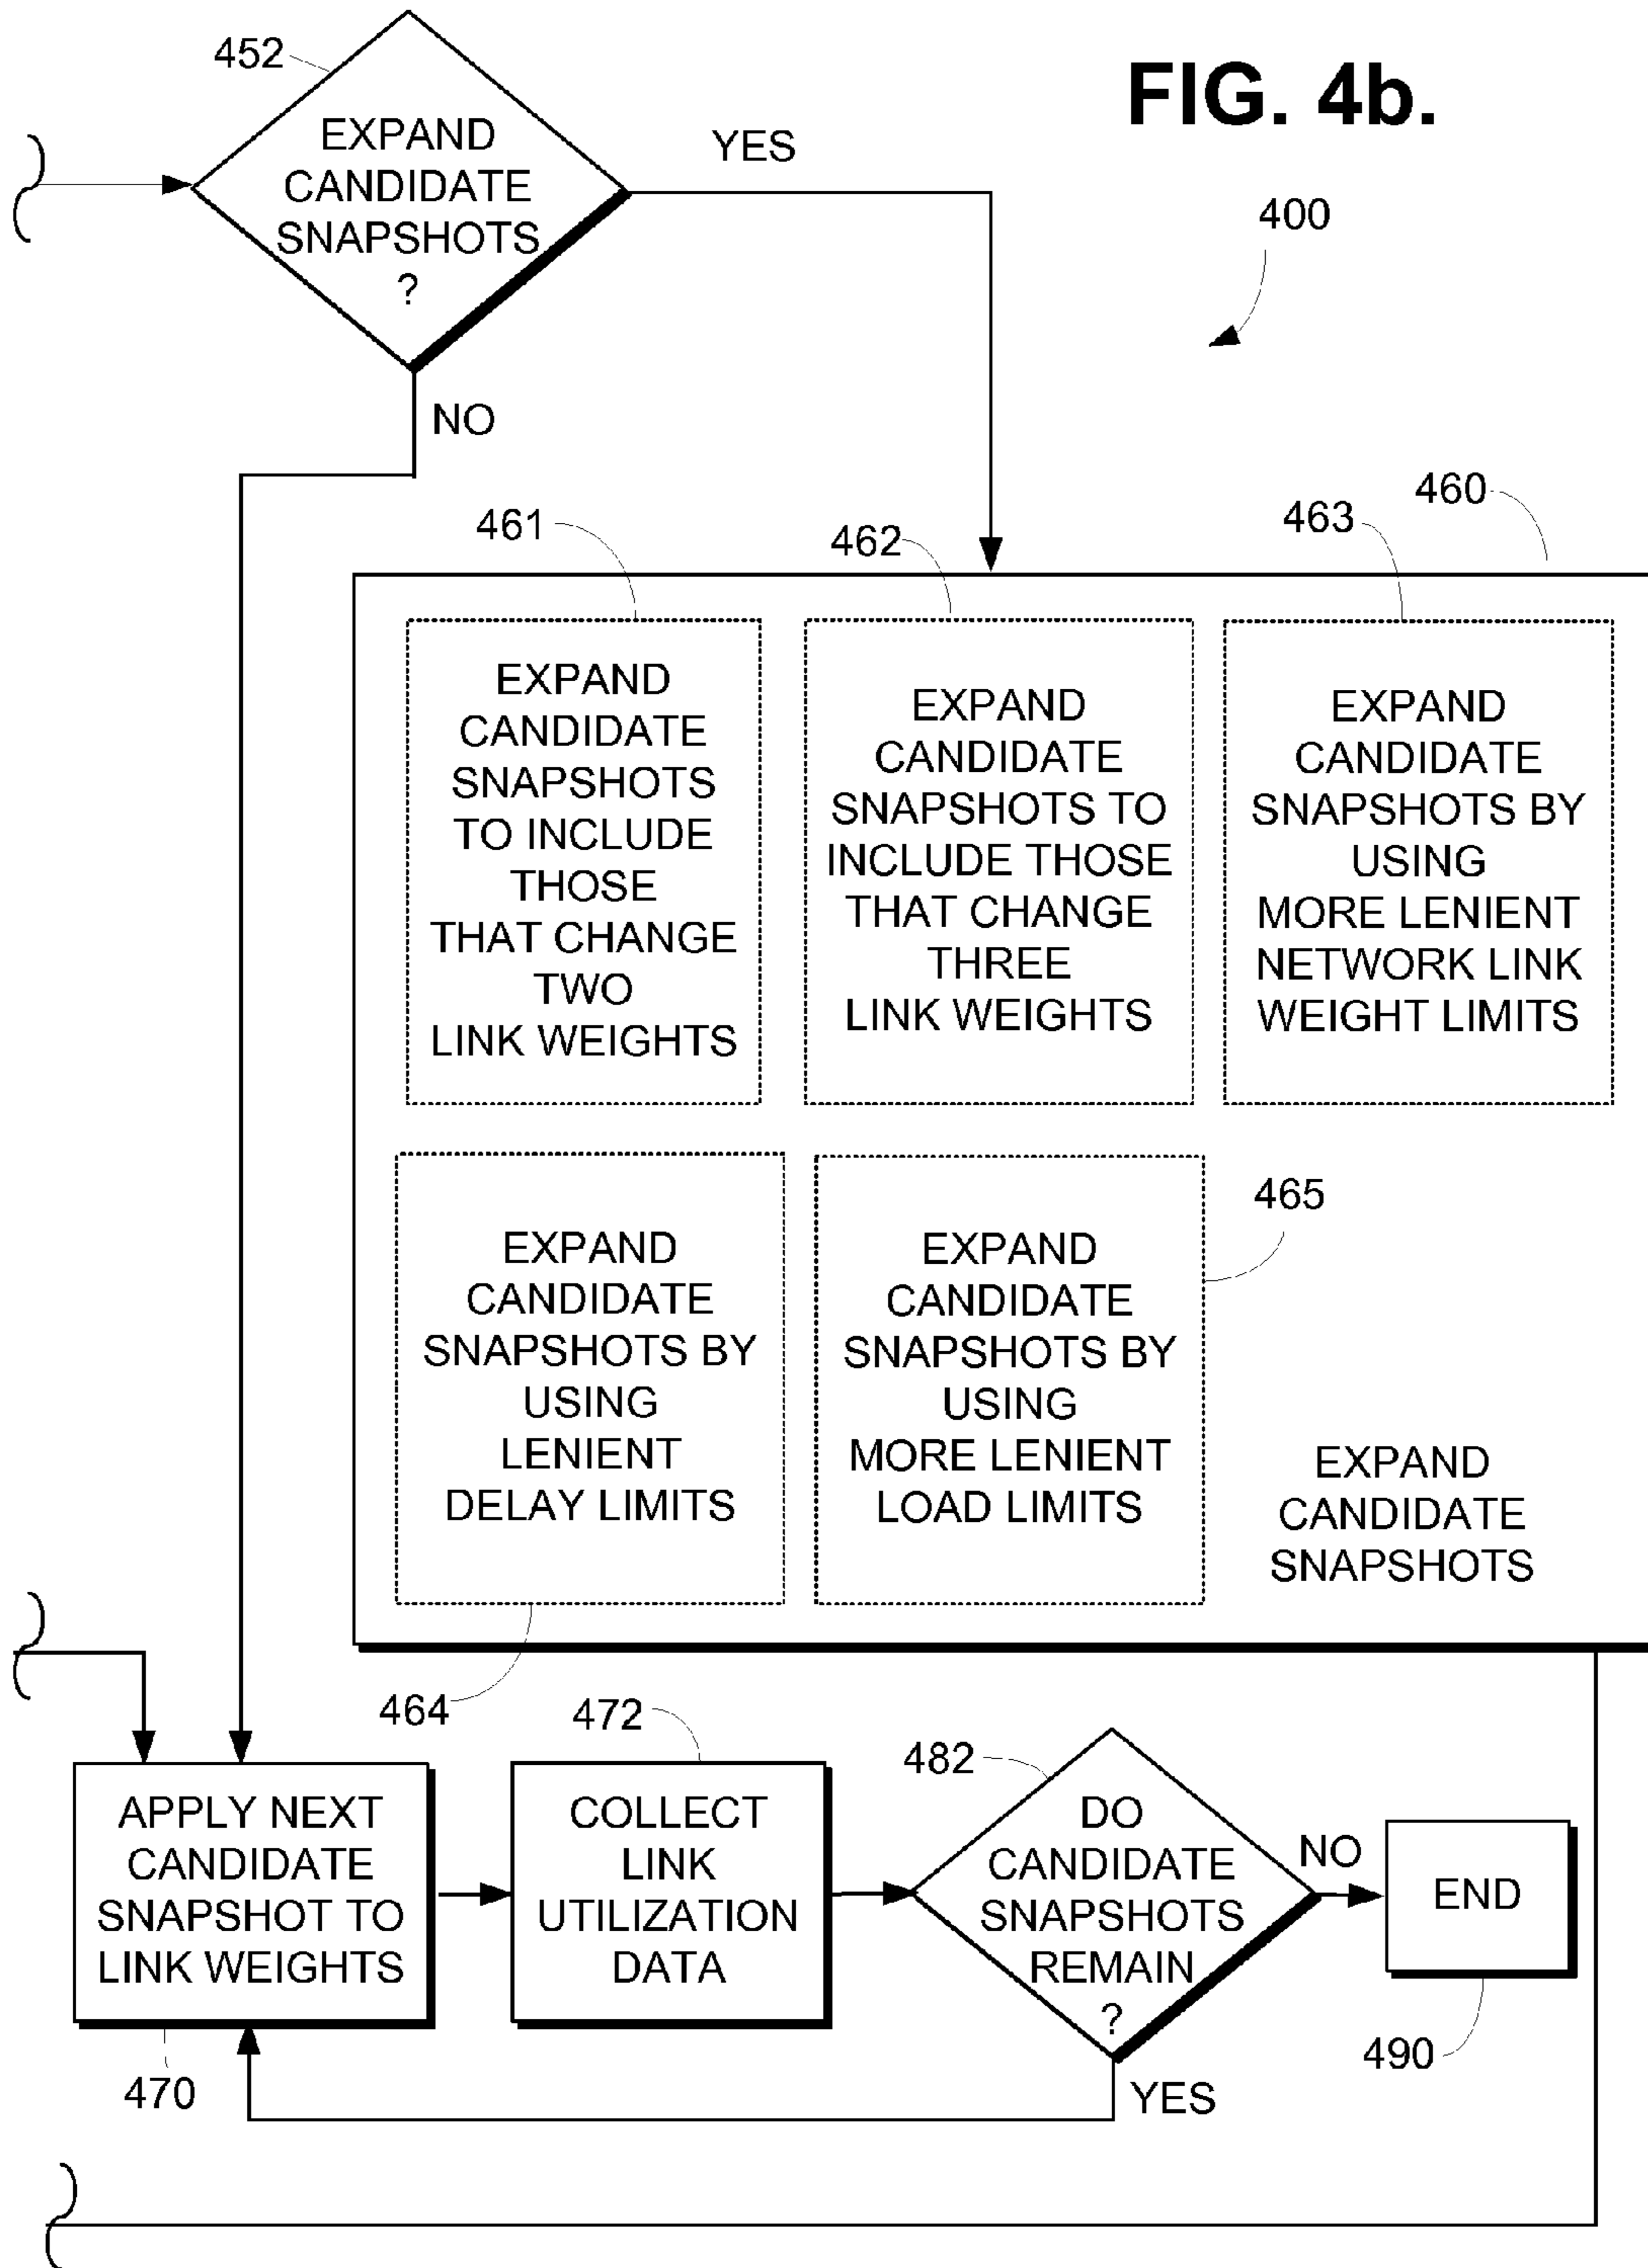 FIG. 4b.
452
EXPAND
CANDIDATE
SNAPSHOTS
?
YES
NO
400
460
461
462
463
EXPAND
CANDIDATE
SNAPSHOTS
TO INCLUDE
THOSE
THAT CHANGE
TWO
LINK WEIGHTS
EXPAND
CANDIDATE
SNAPSHOTS TO
INCLUDE THOSE
THAT CHANGE
THREE
LINK WEIGHTS
EXPAND
CANDIDATE
SNAPSHOTS BY
USING
MORE LENIENT
NETWORK LINK
WEIGHT LIMITS
EXPAND
CANDIDATE
SNAPSHOTS BY
USING
LENIENT
DELAY LIMITS
464
EXPAND
CANDIDATE
SNAPSHOTS BY
USING
MORE LENIENT
LOAD LIMITS
465
EXPAND
CANDIDATE
SNAPSHOTS
APPLY NEXT
CANDIDATE
SNAPSHOT TO
LINK WEIGHTS
470
472
COLLECT
LINK
UTILIZATION
DATA
482
DO
CANDIDATE
SNAPSHOTS
REMAIN
?
NO
YES
END
490